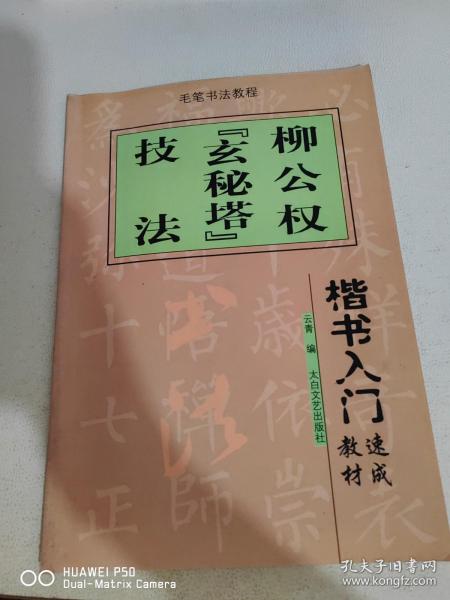 毛笔书法教程
柳公权
『玄秘塔』
技法
楷书入门
速成
教材
云青 编 太白文艺出版社
书法
HUAWEI P50
Dual-Matrix Camera
孔夫子旧书网
www.kongfz.com